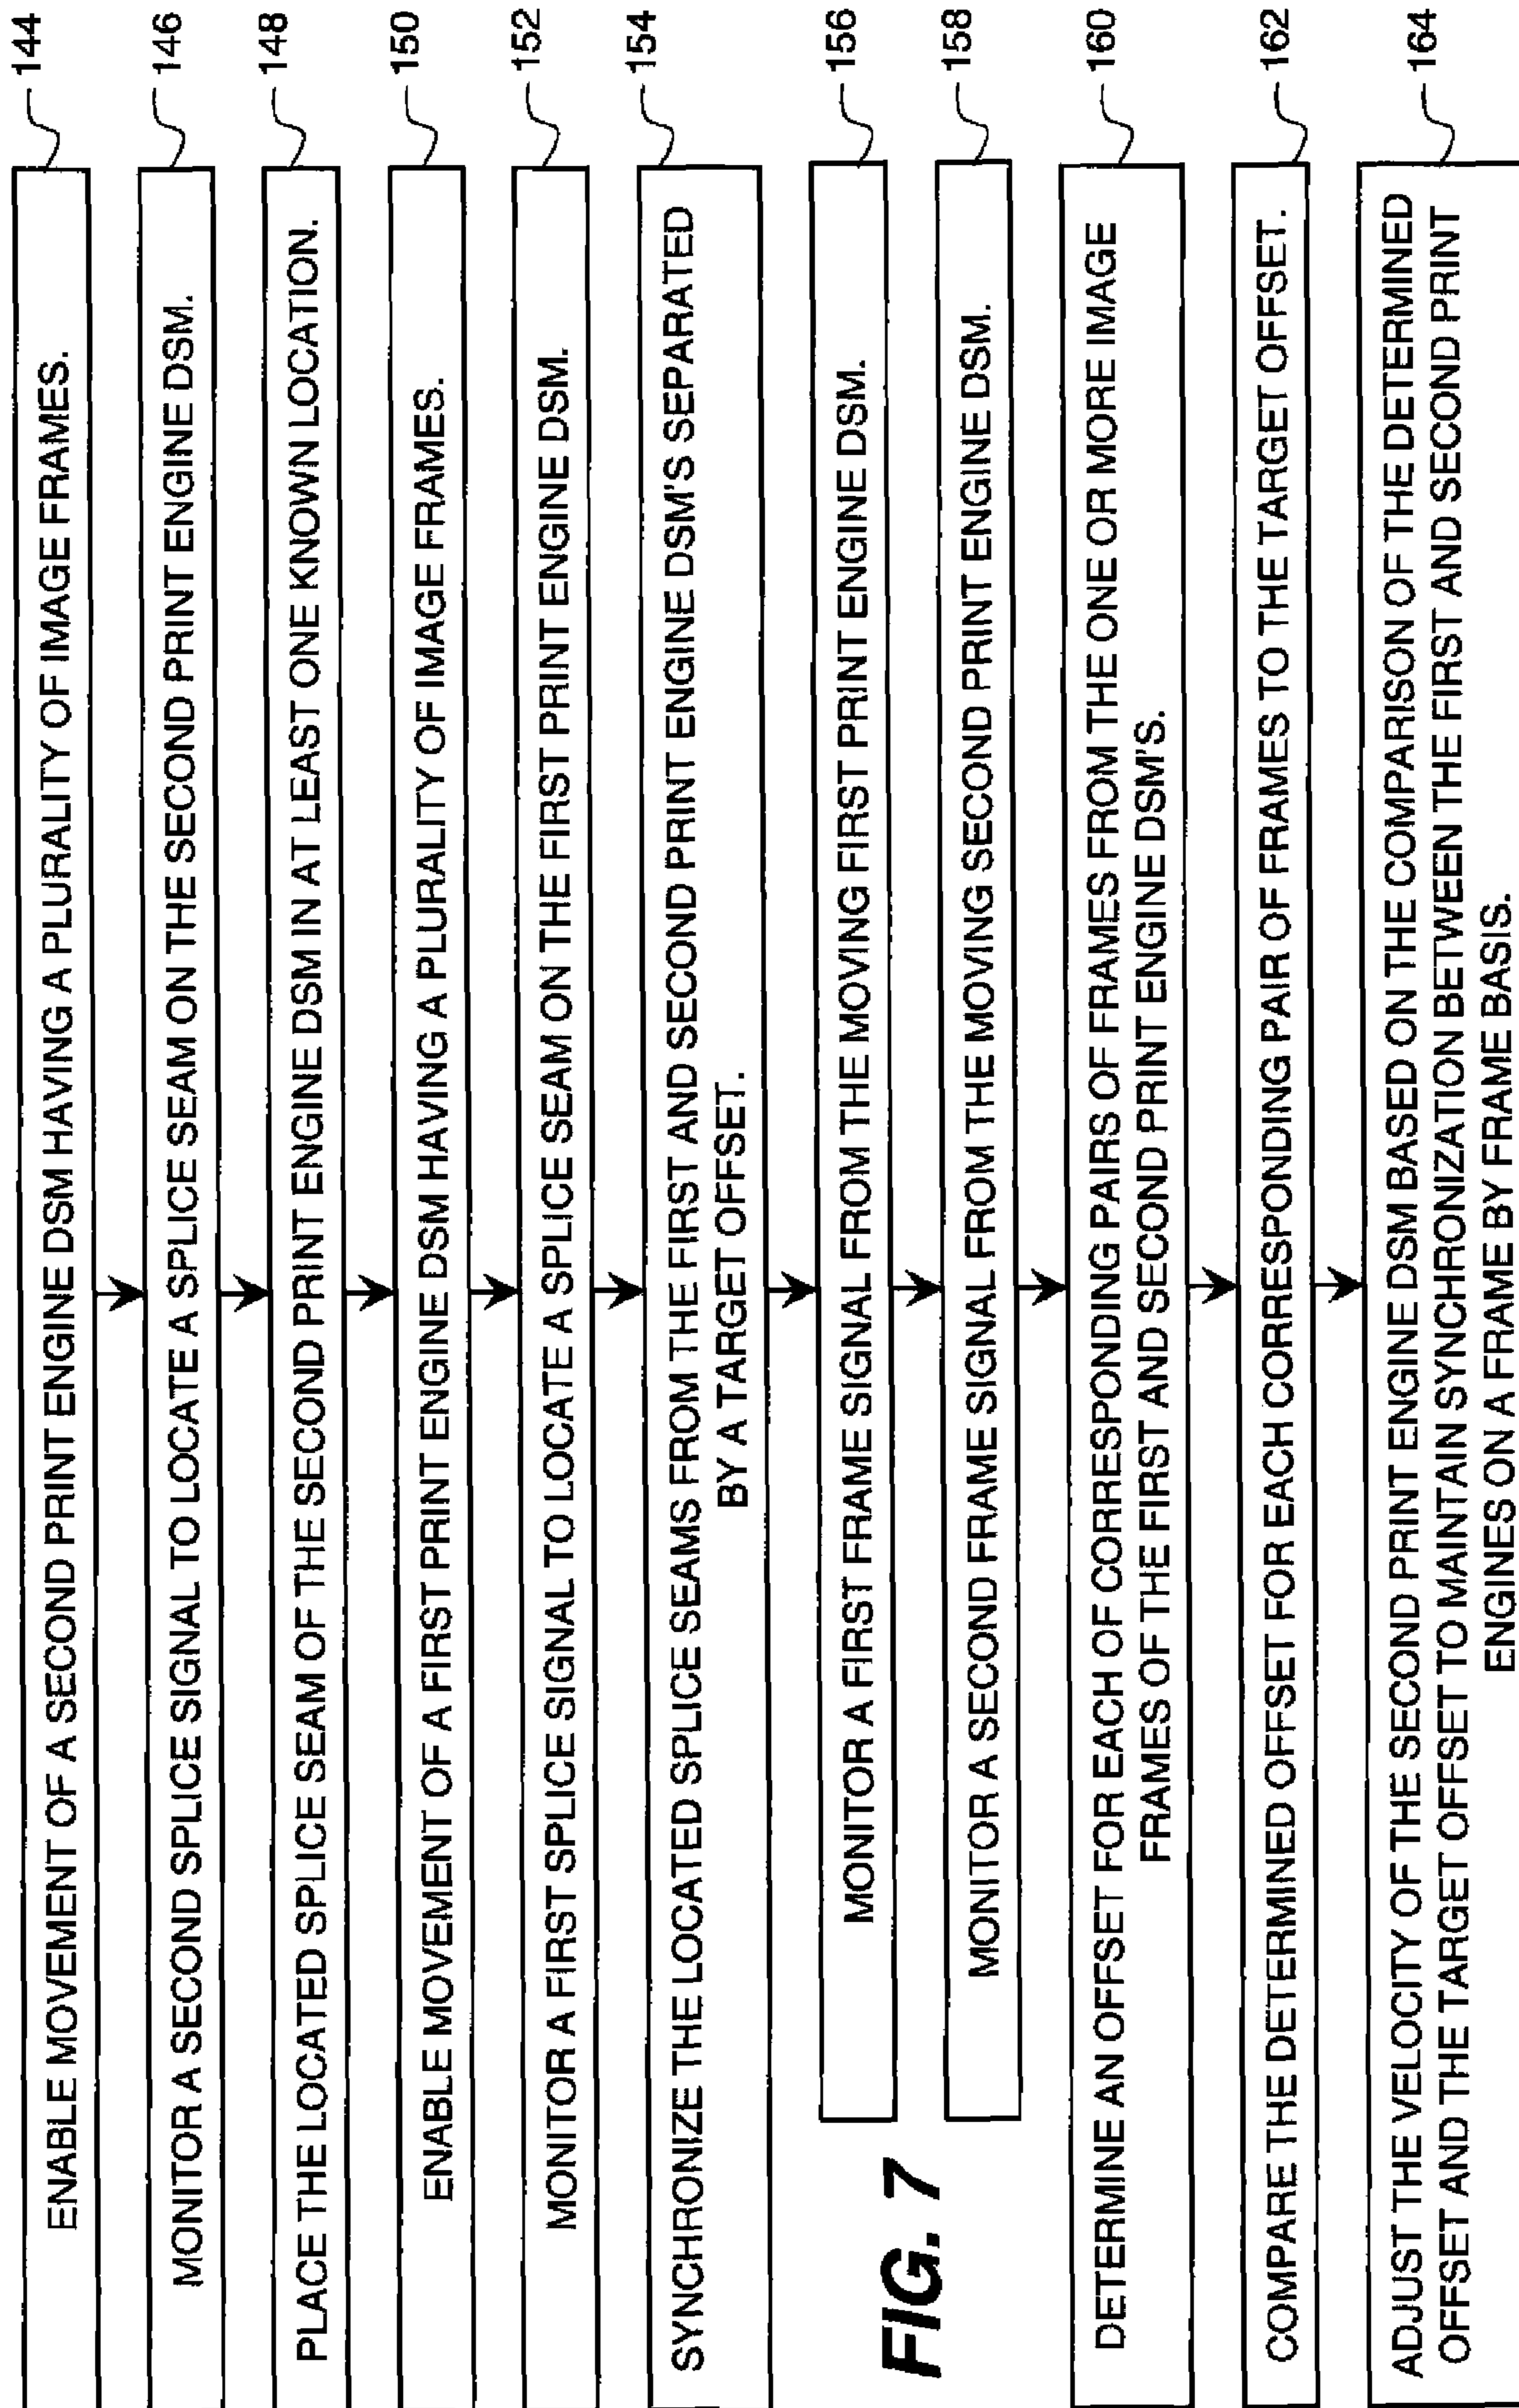 ENABLE MOVEMENT OF A SECOND PRINT ENGINE DSM HAVING A PLURALITY OF IMAGE FRAMES.
144
MONITOR A SECOND SPLICE SIGNAL TO LOCATE A SPLICE SEAM ON THE SECOND PRINT ENGINE DSM.
146
PLACE THE LOCATED SPLICE SEAM OF THE SECOND PRINT ENGINE DSM IN AT LEAST ONE KNOWN LOCATION.
148
ENABLE MOVEMENT OF A FIRST PRINT ENGINE DSM HAVING A PLURALITY OF IMAGE FRAMES.
150
MONITOR A FIRST SPLICE SIGNAL TO LOCATE A SPLICE SEAM ON THE FIRST PRINT ENGINE DSM.
152
SYNCHRONIZE THE LOCATED SPLICE SEAMS FROM THE FIRST AND SECOND PRINT ENGINE DSM'S SEPARATED
BY A TARGET OFFSET.
154
MONITOR A FIRST FRAME SIGNAL FROM THE MOVING FIRST PRINT ENGINE DSM.
156
MONITOR A SECOND FRAME SIGNAL FROM THE MOVING SECOND PRINT ENGINE DSM.
158
FIG. 7
DETERMINE AN OFFSET FOR EACH OF CORRESPONDING PAIRS OF FRAMES FROM THE ONE OR MORE IMAGE
FRAMES OF THE FIRST AND SECOND PRINT ENGINE DSM'S.
160
COMPARE THE DETERMINED OFFSET FOR EACH CORRESPONDING PAIR OF FRAMES TO THE TARGET OFFSET.
162
ADJUST THE VELOCITY OF THE SECOND PRINT ENGINE DSM BASED ON THE COMPARISON OF THE DETERMINED
OFFSET AND THE TARGET OFFSET TO MAINTAIN SYNCHRONIZATION BETWEEN THE FIRST AND SECOND PRINT
ENGINES ON A FRAME BY FRAME BASIS.
164